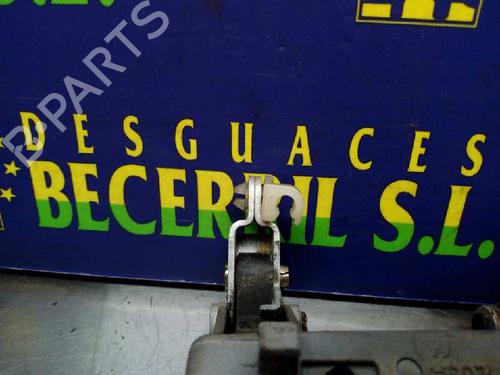 S.L.
B-PARTS
DESGUACES
BECERRIL S.L.